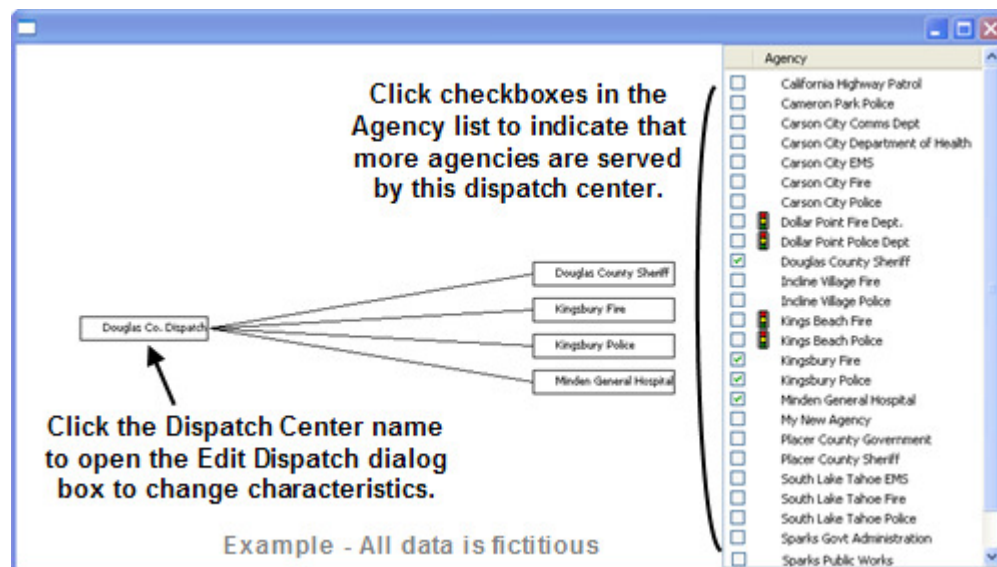 Click checkboxes in the
Agency list to indicate that
more agencies are served
by this dispatch center.
Douglas Co. Dispatch
Douglas County Sheriff
Kingsbury Fire
Kingsbury Police
Minden General Hospital
Click the Dispatch Center name
to open the Edit Dispatch dialog
box to change characteristics.
Example - All data is fictitious
Agency
California Highway Patrol
Cameron Park Police
Carson City Comms Dept
Carson City Department of Health
Carson City EMS
Carson City Fire
Carson City Police
Dollar Point Fire Dept.
Dollar Point Police Dept
Douglas County Sheriff
Incline Village Fire
Incline Village Police
Kings Beach Fire
Kings Beach Police
Kingsbury Fire
Kingsbury Police
Minden General Hospital
My New Agency
Placer County Government
Placer County Sheriff
South Lake Tahoe EMS
South Lake Tahoe Fire
South Lake Tahoe Police
Sparks Govt Administration
Sparks Public Works